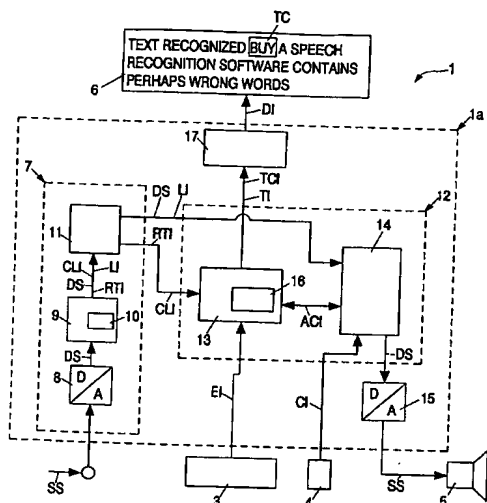 TC
TEXT RECOGNIZED BUY A SPEECH
RECOGNITION SOFTWARE CONTAINS
PERHAPS WRONG WORDS
6
1
DI
1a
17
7
DS
LI
TCI
TI
12
RTI
14
11
CLI
LI
DS
RTI
CLI
16
13
ACI
9
10
DS
DS
EI
CI
8
D
A
D
A
15
SS
3
4
SS
5